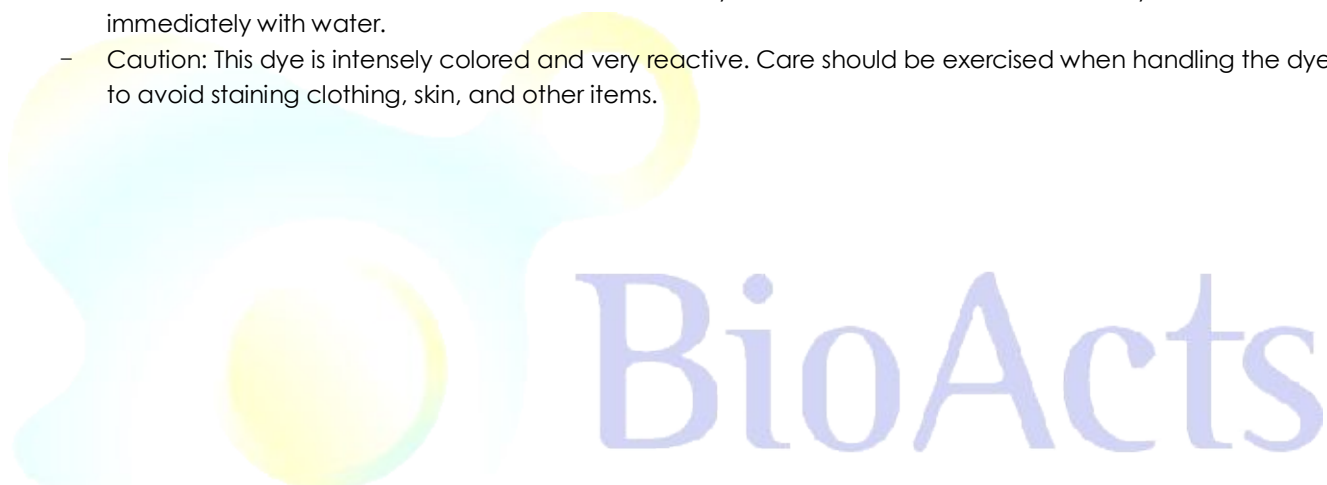 immediately with water.
- Caution: This dye is intensely colored and very reactive. Care should be exercised when handling the dye
to avoid staining clothing, skin, and other items.
BioActs